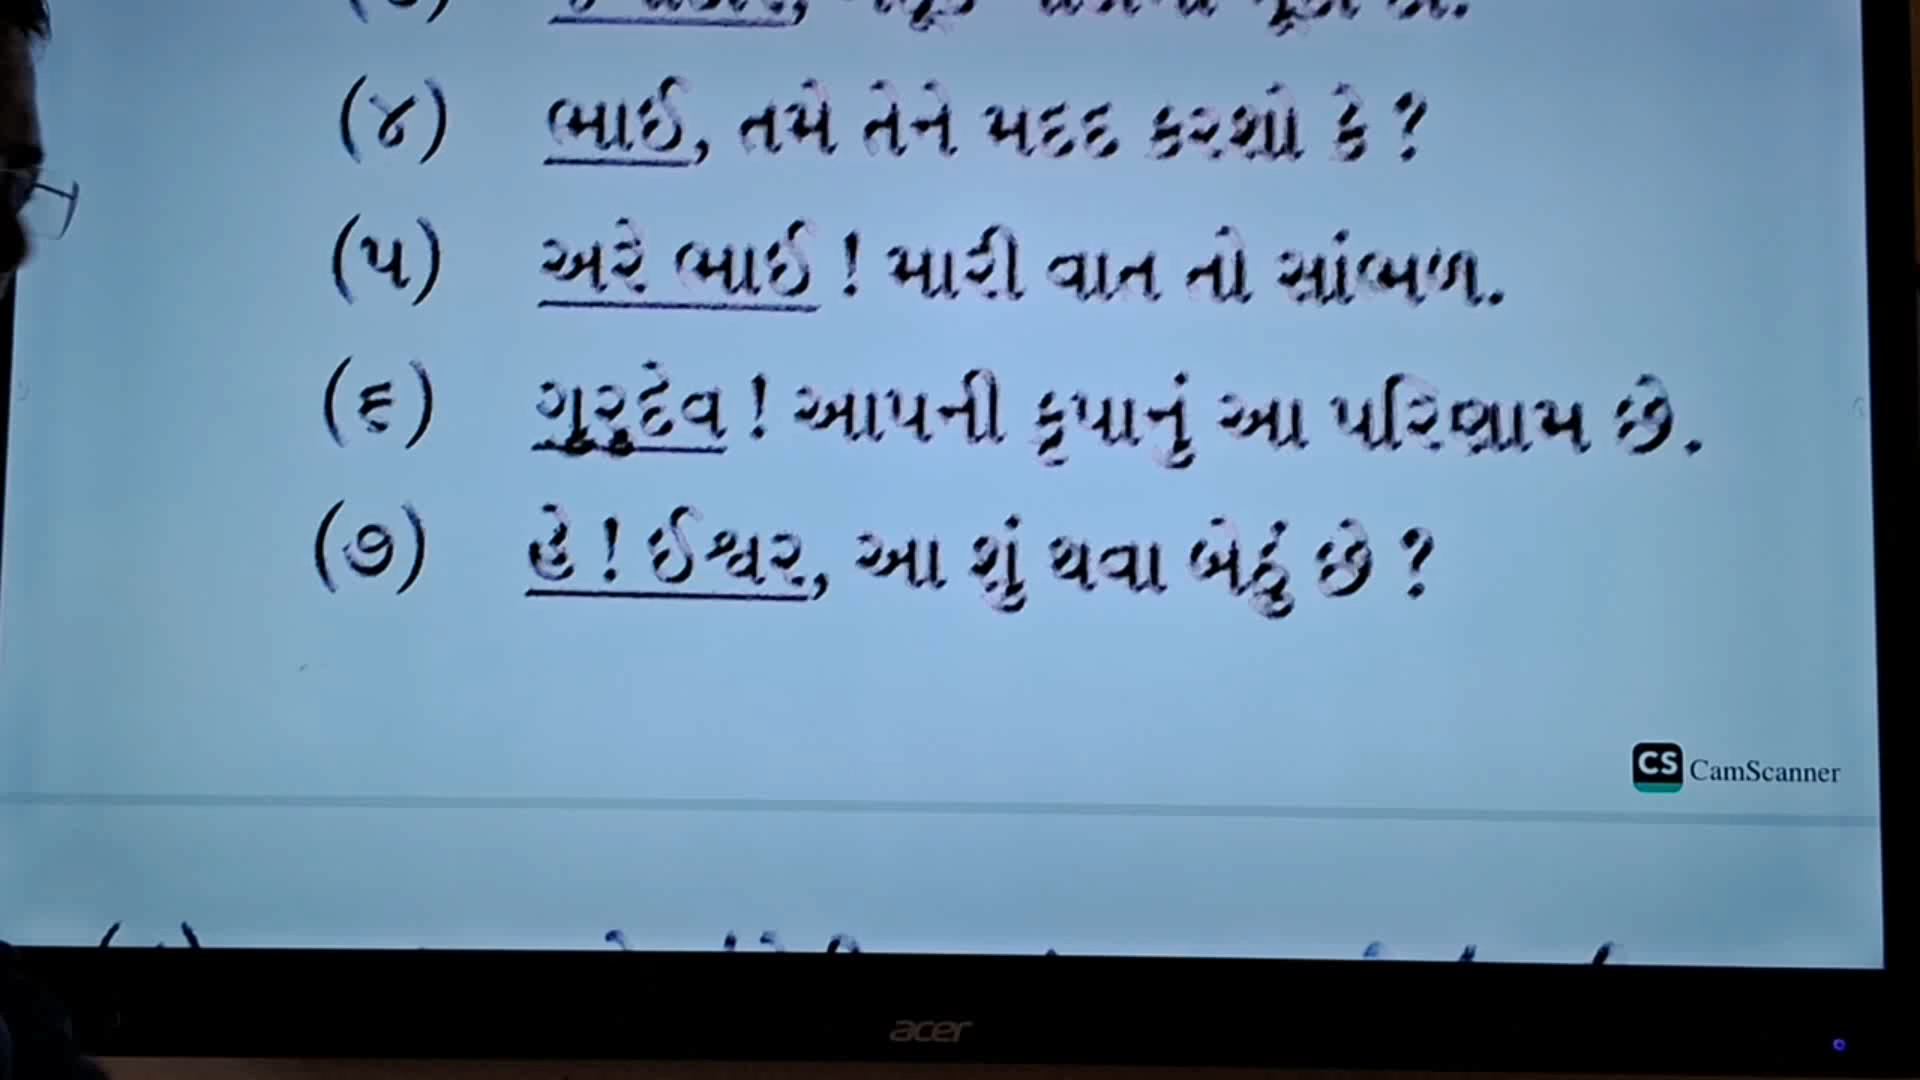 (૪) ભાઈ, તમે તેને મદદ કરશો કે ?
(૫) અરે ભાઈ ! મારી વાત તો સાંભળ.
(૬) ગુરુદેવ ! આપની કૃપાનું આ પરિણામ છે.
(૭) હે ! ઈશ્વર, આ શું થવા બેઠું છે ?
CS CamScanner
acer